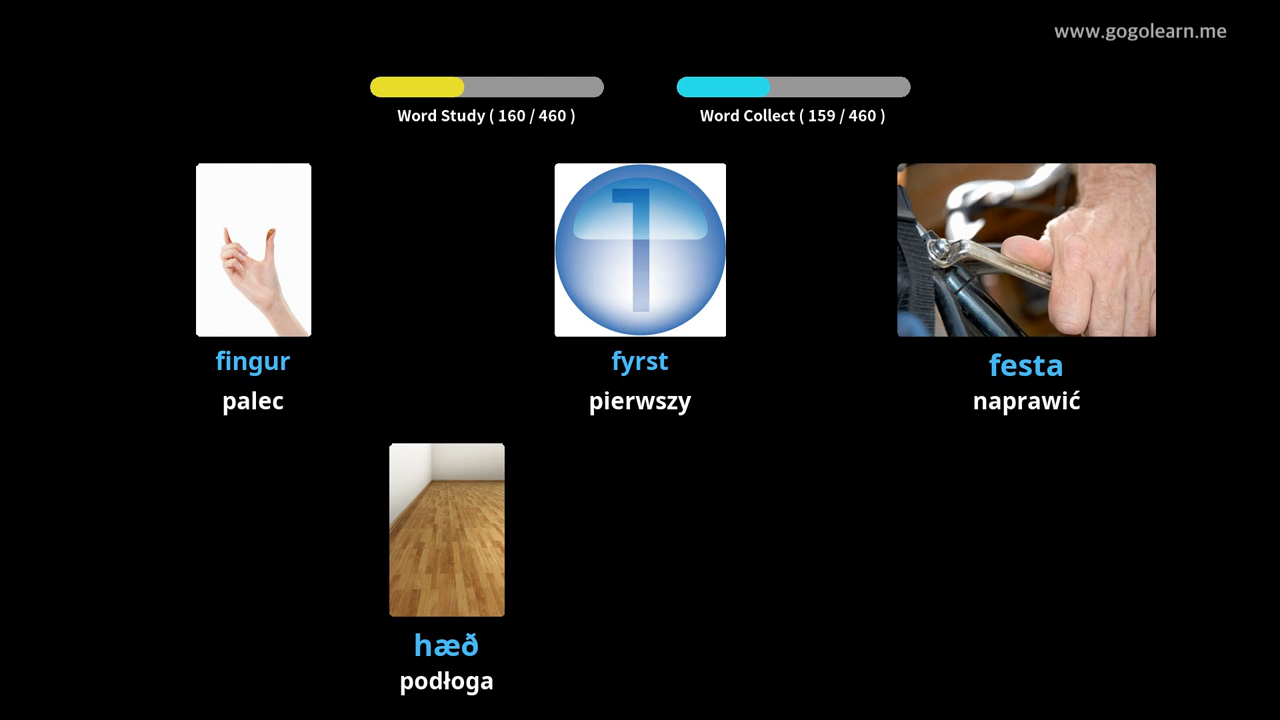 www.gogolearn.me
Word Study ( 160 / 460 )
Word Collect ( 159 / 460 )
1
fingur
palec
fyrst
pierwszy
festa
naprawić
hæð
podłoga